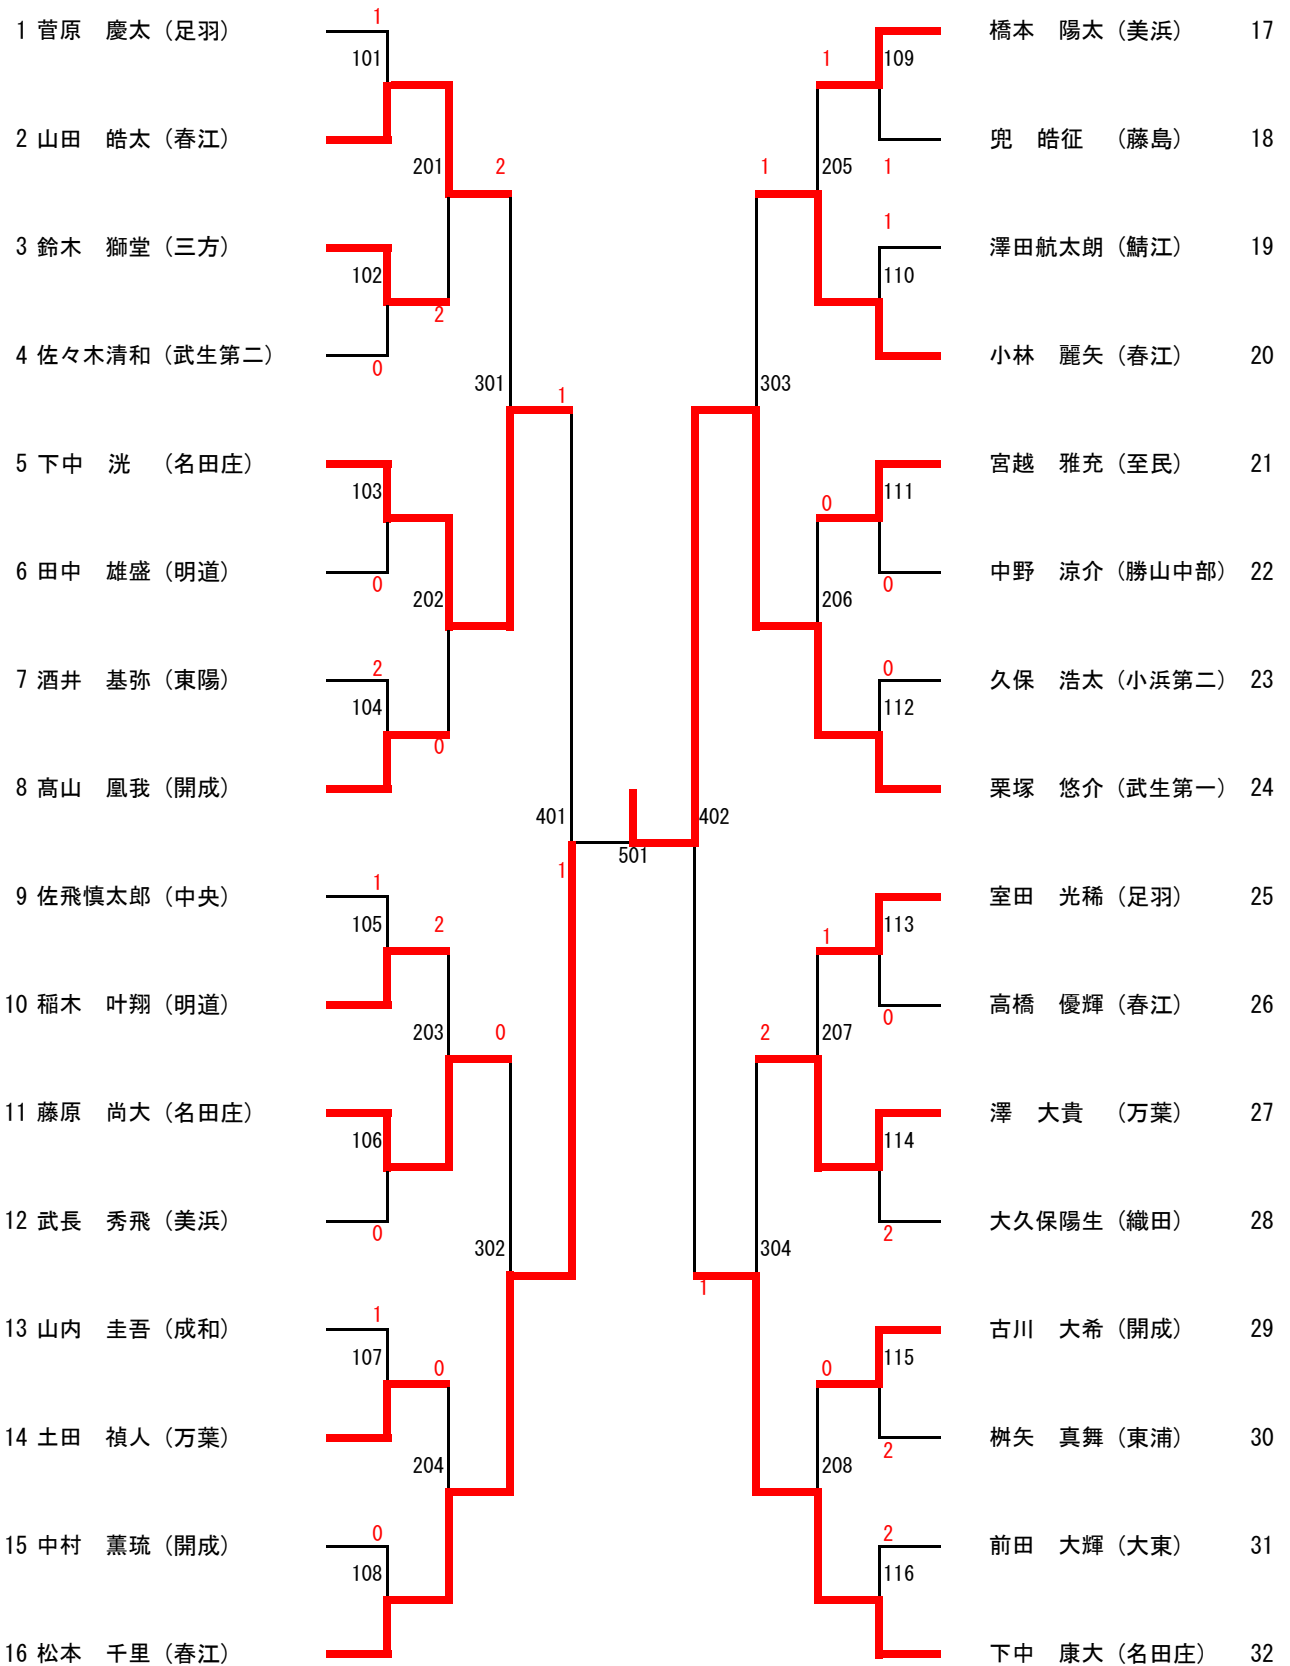 1 菅原　慶太（足羽）
1
101
2 山田　皓太（春江）
201
2
3 鈴木　獅堂（三方）
102
2
4 佐々木清和（武生第二）
0
301
1
5 下中　洸　（名田庄）
103
6 田中　雄盛（明道）
0
202
7 酒井　基弥（東陽）
2
104
0
8 髙山　凰我（開成）
401
1
9 佐飛慎太郎（中央）
1
105
2
10 稲木　叶翔（明道）
203
0
11 藤原　尚大（名田庄）
106
12 武長　秀飛（美浜）
0
302
13 山内　圭吾（成和）
1
107
0
14 土田　禎人（万葉）
204
15 中村　薫琉（開成）
0
108
16 松本　千里（春江）
501
橋本　陽太（美浜）　17
1
109
兜　皓征　（藤島）　18
1
205
1
澤田航太朗（鯖江）　19
1
110
小林　麗矢（春江）　20
303
宮越　雅充（至民）　21
0
111
中野　涼介（勝山中部）　22
0
206
久保　浩太（小浜第二）　23
0
112
栗塚　悠介（武生第一）　24
402
室田　光稀（足羽）　25
1
113
高橋　優輝（春江）　26
0
2
207
澤　大貴　（万葉）　27
114
大久保陽生（織田）　28
2
304
1
古川　大希（開成）　29
0
115
桝矢　真舞（東浦）　30
2
208
前田　大輝（大東）　31
2
116
下中　康大（名田庄）　32